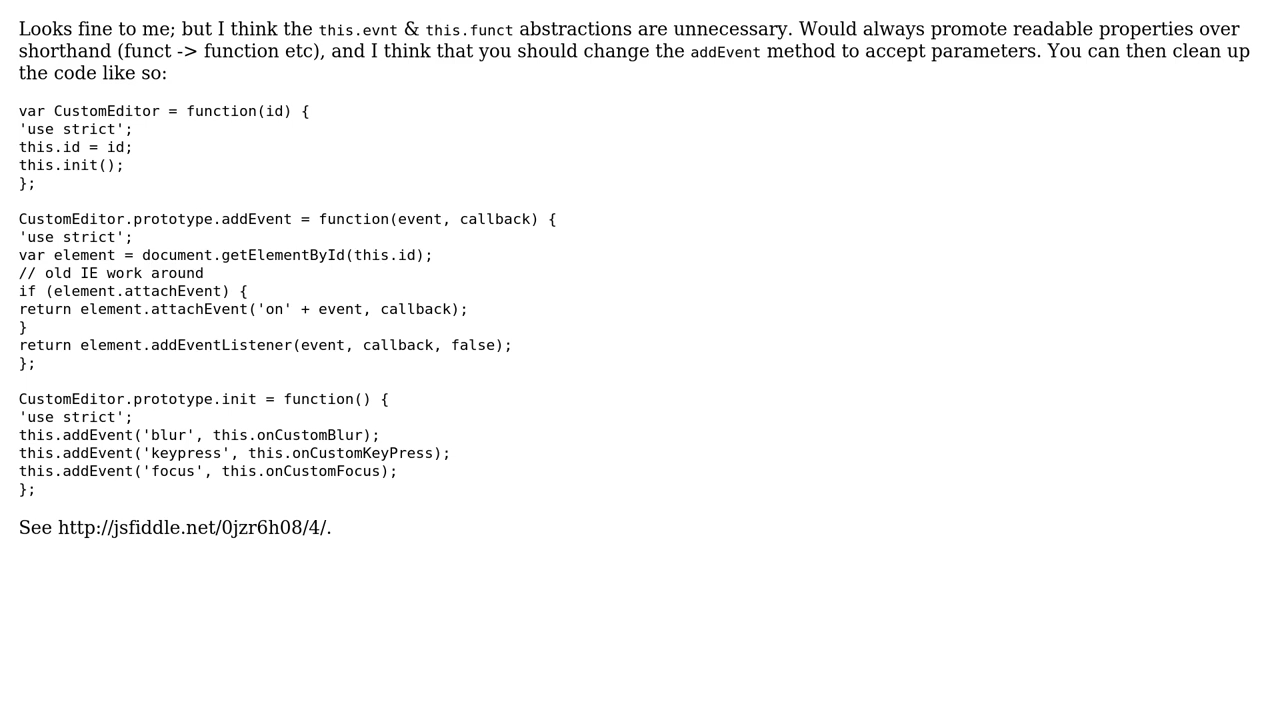 Looks fine to me; but I think the this.evnt & this.funct abstractions are unnecessary. Would always promote readable properties over
shorthand (funct -> function etc), and I think that you should change the addEvent method to accept parameters. You can then clean up
the code like so:
var CustomEditor = function(id) {
'use strict';
this.id = id;
this.init();
};
CustomEditor.prototype.addEvent = function(event, callback) {
'use strict';
var element = document.getElementById(this.id);
// old IE work around
if (element.attachEvent) {
return element.attachEvent('on' + event, callback);
}
return element.addEventListener(event, callback, false);
};
CustomEditor.prototype.init = function() {
'use strict';
this.addEvent('blur', this.onCustomBlur);
this.addEvent('keypress', this.onCustomKeyPress);
this.addEvent('focus', this.onCustomFocus);
};
See http://jsfiddle.net/0jzr6h08/4/.